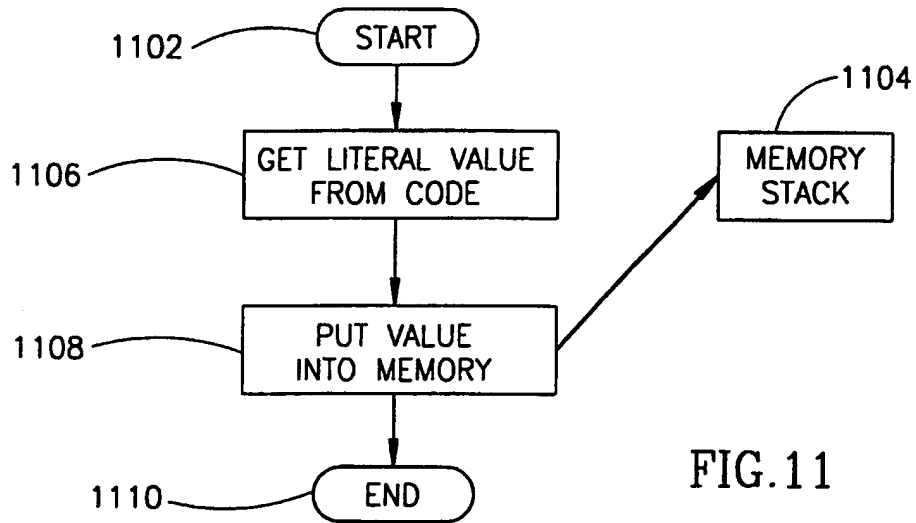 1102
START
1104
1106
GET LITERAL VALUE
FROM CODE
MEMORY
STACK
1108
PUT VALUE
INTO MEMORY
1110
END
FIG.11